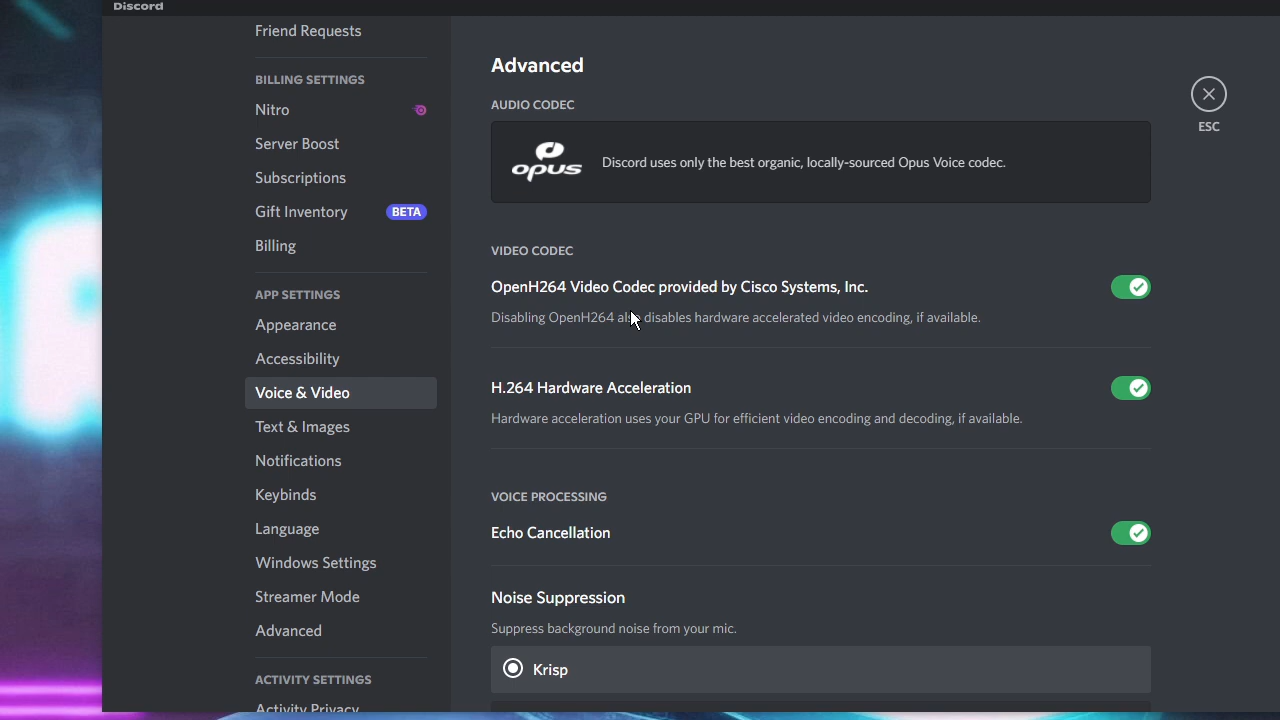 Discord
Friend Requests
BILLING SETTINGS
Nitro
Server Boost
Subscriptions
Gift Inventory BETA
Billing
APP SETTINGS
Appearance
Accessibility
Voice & Video
Text & Images
Notifications
Keybinds
Language
Windows Settings
Streamer Mode
Advanced
ACTIVITY SETTINGS
Activity Privacy
Advanced
AUDIO CODEC
opus Discord uses only the best organic, locally-sourced Opus Voice codec.
VIDEO CODEC
OpenH264 Video Codec provided by Cisco Systems, Inc.
Disabling OpenH264 also disables hardware accelerated video encoding, if available.
H.264 Hardware Acceleration
Hardware acceleration uses your GPU for efficient video encoding and decoding, if available.
VOICE PROCESSING
Echo Cancellation
Noise Suppression
Suppress background noise from your mic.
Krisp
ESC